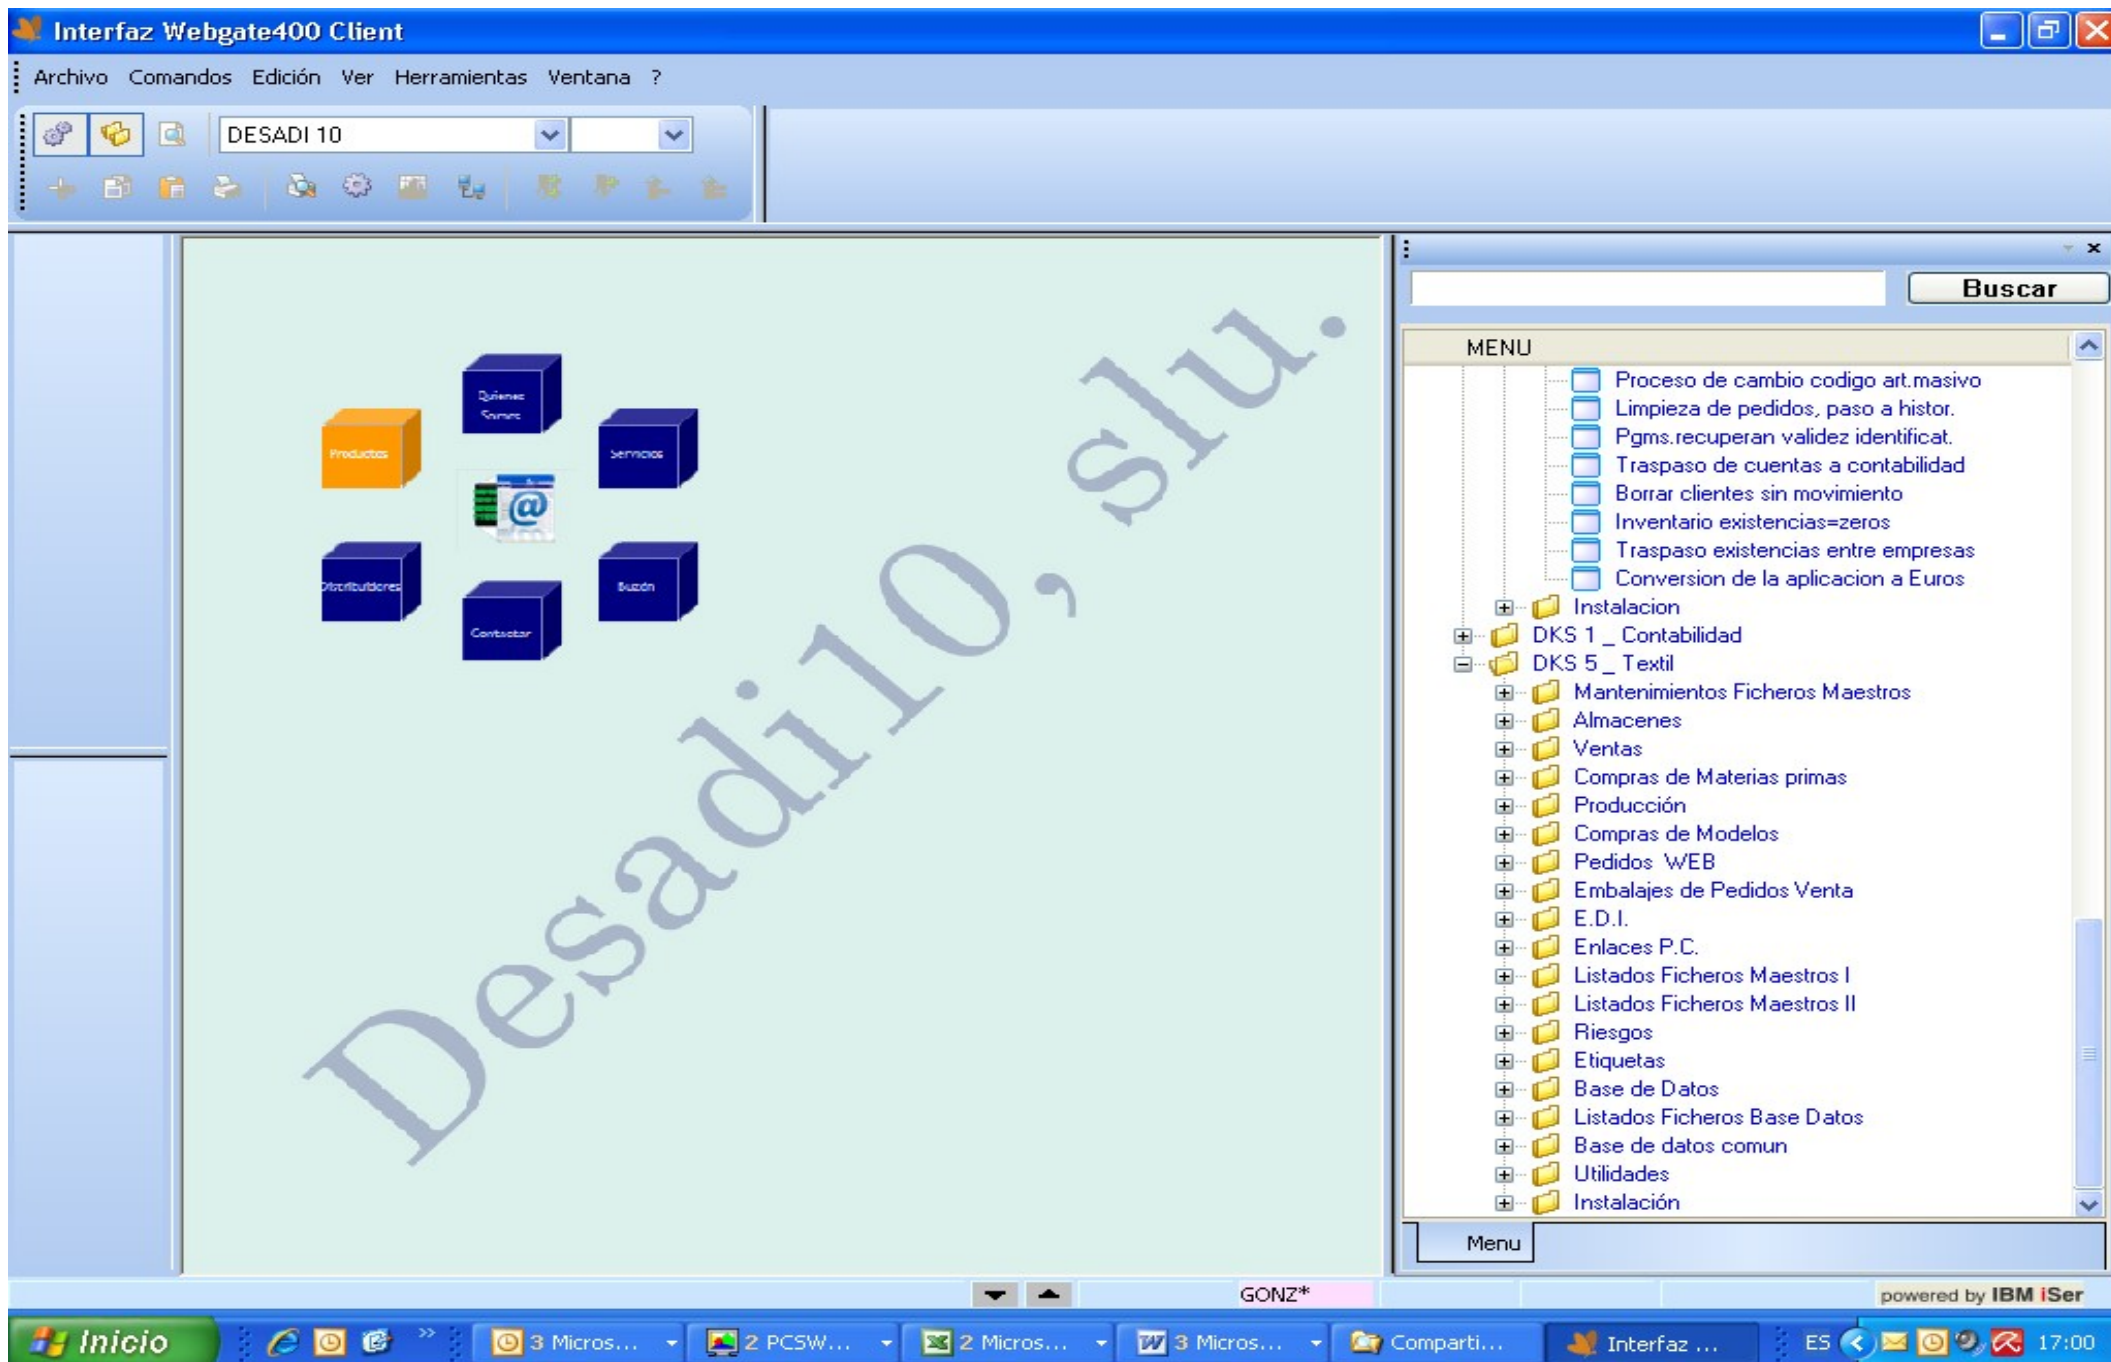 Interfaz Webgate400 Client
Archivo Comandos Edición Ver Herramientas Ventana ?
DESADI 10
Buscar
MENU
Proceso de cambio codigo art.masivo
Limpieza de pedidos, paso a histor.
Pgms.recuperan validez identificat.
Traspaso de cuentas a contabilidad
Borrar clientes sin movimiento
Inventario existencias=zeros
Traspaso existencias entre empresas
Conversion de la aplicacion a Euros
Instalacion
DKS 1 _ Contabilidad
DKS 5 _ Textil
Mantenimientos Ficheros Maestros
Almacenes
Ventas
Compras de Materias primas
Producción
Compras de Modelos
Pedidos WEB
Embalajes de Pedidos Venta
E.D.I.
Enlaces P.C.
Listados Ficheros Maestros I
Listados Ficheros Maestros II
Riesgos
Etiquetas
Base de Datos
Listados Ficheros Base Datos
Base de datos comun
Utilidades
Instalación
Menu
Quienes
Somos
Productos
Servicios
@
Distribuidores
Buzón
Contactar
Desadi10, slu.
GONZ*
powered by IBM iSer
Inicio
3 Micros...
2 PCSW...
2 Micros...
3 Micros...
Comparti...
Interfaz ...
ES
17:00